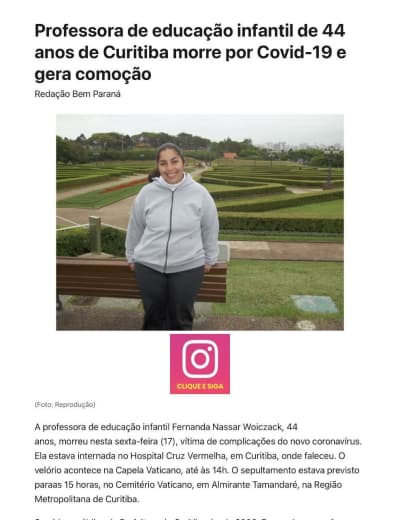 Professora de educação infantil de 44
anos de Curitiba morre por Covid-19 e
gera comoção
Redação Bem Paraná
CLIQUE E SIGA
(Foto: Reprodução)
A professora de educação infantil Fernanda Nassar Woiczack, 44
anos, morreu nesta sexta-feira (17), vítima de complicações do novo coronavírus.
Ela estava internada no Hospital Cruz Vermelha, em Curitiba, onde faleceu. O
velório acontece na Capela Vaticano, até às 14h. O sepultamento estava previsto
paraas 15 horas, no Cemitério Vaticano, em Almirante Tamandaré, na Região
Metropolitana de Curitiba.